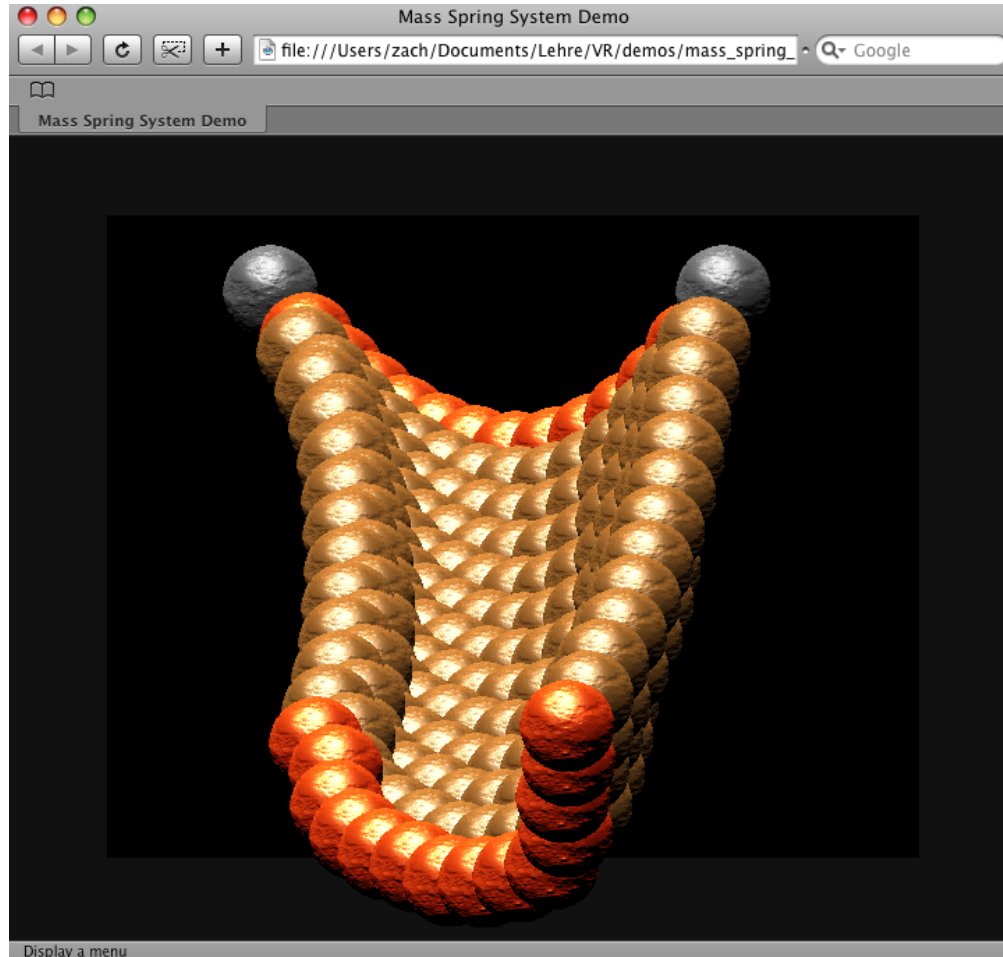 Mass Spring System Demo
file:///Users/zach/Documents/Lehre/VR/demos/mass_spring_
Google
Mass Spring System Demo
Display a menu